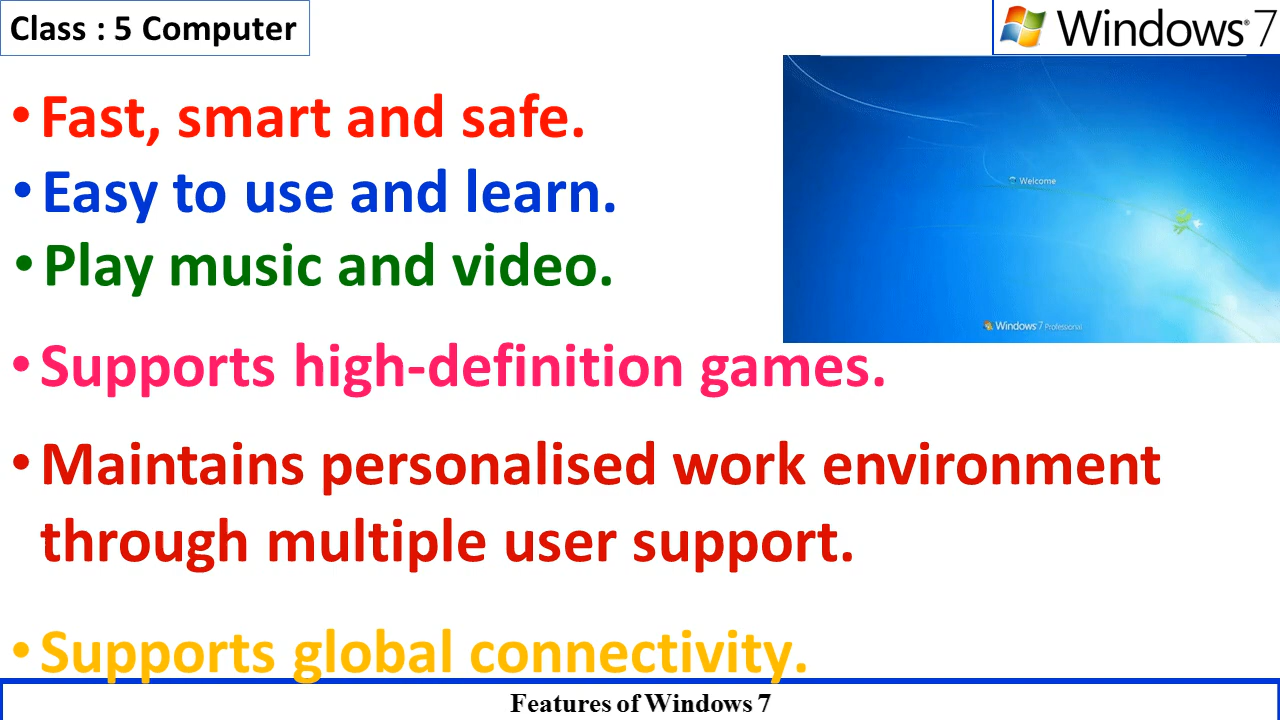 Class : 5 Computer
Windows 7
• Fast, smart and safe.
• Easy to use and learn.
• Play music and video.
Welcome
Windows 7 Professional
• Supports high-definition games.
• Maintains personalised work environment
through multiple user support.
• Supports global connectivity.
Features of Windows 7